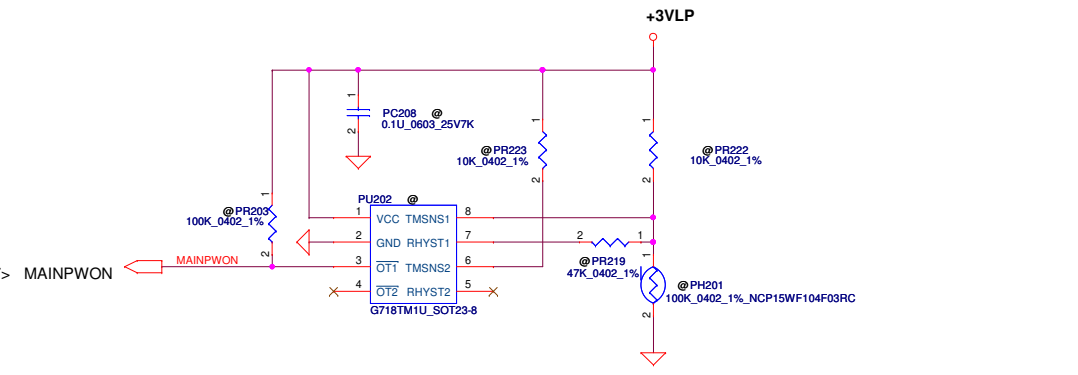 +3VLP
1
PC208 @
0.1U_0603_25V7K
2
1
@PR223
10K_0402_1%
2
1
@PR222
10K_0402_1%
2
1
@PR203
100K_0402_1%
2
PU202 @
1 VCC TMSNS1 8
2 GND RHYST1 7
3 OT1 TMSNS2 6
4 OT2 RHYST2 5
G718TM1U_SOT23-8
2 1
@PR219
47K_0402_1%
1
@PH201
100K_0402_1%_NCP15WF104F03RC
2
> MAINPWON
MAINPWON